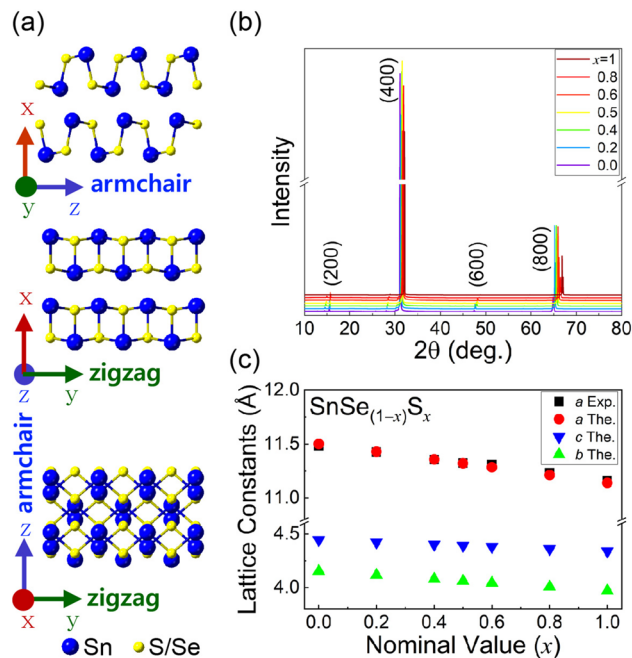 (a)
x
armchair
y
z
x
zigzag
z
y
armchair
z
zigzag
x
y
Sn
S/Se
(b)
Intensity
(200)
(400)
(600)
(800)
x=1
0.8
0.6
0.5
0.4
0.2
0.0
10 20 30 40 50 60 70 80
2θ (deg.)
(c)
Lattice Constants (Å)
12.0
11.5
11.0
4.5
4.0
SnSe(1-x)Sx
a Exp.
a The.
c The.
b The.
0.0 0.2 0.4 0.6 0.8 1.0
Nominal Value (x)